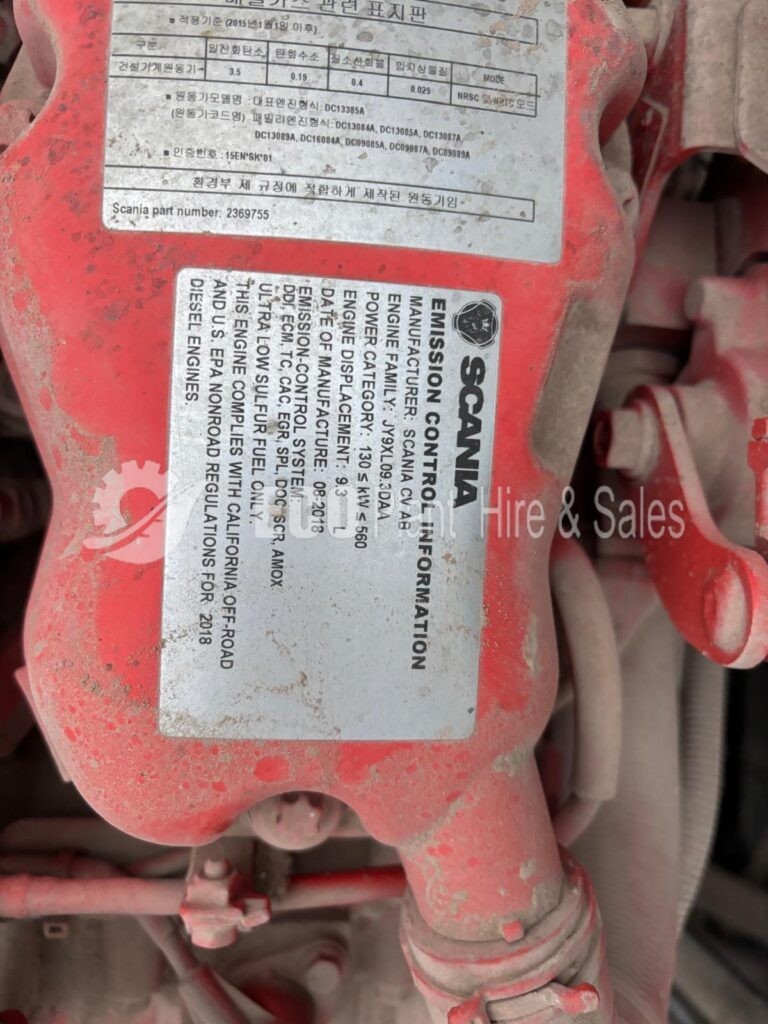 배출가스 관련 표지판
■ 적용기준 (2015년1월1일 이후)
구분 일산화탄소 탄화수소 질소산화물 입자상물질 MODE
건설기계원동기 3.5 0.19 0.4 0.025 NRSC 및 NRTC 모드
■ 원동기모델명 : 대표엔진형식: DC13385A
(원동기코드명) 패밀리엔진형식: DC13084A, DC13085A, DC13087A,
DC13089A, DC16084A, DC09085A, DC09087A, DC09089A
■ 인증번호 : 15EN*SK*01
환경부 제 규정에 적합하게 제작된 원동기임
Scania part number: 2369755
SCANIA
EMISSION CONTROL INFORMATION
MANUFACTURER: SCANIA CV AB
ENGINE FAMILY: JY9XL09.3DAA
POWER CATEGORY: 130 ≤ kW ≤ 560
ENGINE DISPLACEMENT: 9.3 L
DATE OF MANUFACTURE: 08-2018
EMISSION-CONTROL SYSTEM
DDI, ECM, TC, CAC, EGR, SPL, DOC, SCR, AMOX
ULTRA LOW SULFUR FUEL ONLY.
THIS ENGINE COMPLIES WITH CALIFORNIA OFF-ROAD
AND U.S. EPA NONROAD REGULATIONS FOR 2018
DIESEL ENGINES.
Hire & Sales